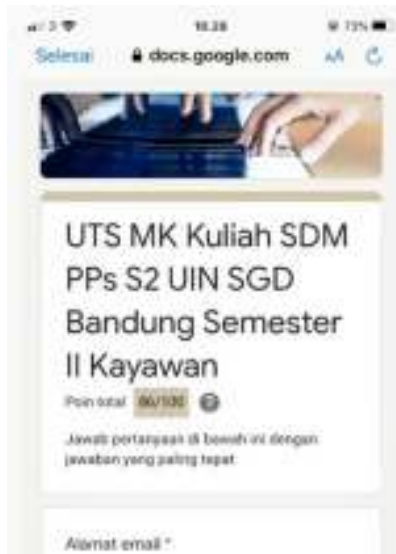 Selesai docs.google.com AA
UTS MK Kuliah SDM
PPs S2 UIN SGD
Bandung Semester
II Kayawan
Poin total 86/100
Jawab pertanyaan di bawah ini dengan
jawaban yang paling tepat
Alamat email *